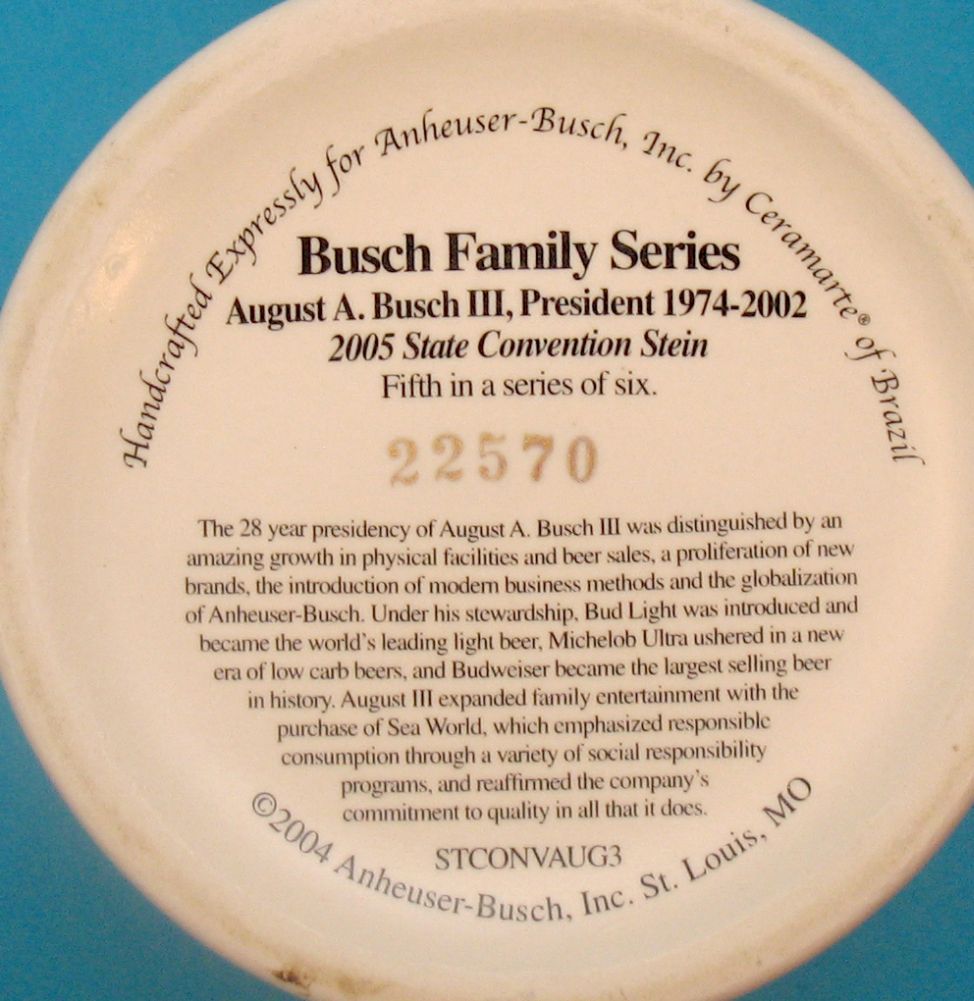 Handcrafted Expressly for Anheuser-Busch, Inc. by Ceramarte® of Brazil
Busch Family Series
August A. Busch III, President 1974-2002
2005 State Convention Stein
Fifth in a series of six.
22570
The 28 year presidency of August A. Busch III was distinguished by an
amazing growth in physical facilities and beer sales, a proliferation of new
brands, the introduction of modern business methods and the globalization
of Anheuser-Busch. Under his stewardship, Bud Light was introduced and
became the world's leading light beer, Michelob Ultra ushered in a new
era of low carb beers, and Budweiser became the largest selling beer
in history. August III expanded family entertainment with the
purchase of Sea World, which emphasized responsible
consumption through a variety of social responsibility
programs, and reaffirmed the company's
commitment to quality in all that it does.
STCONVAUG3
©2004 Anheuser-Busch, Inc. St. Louis, MO